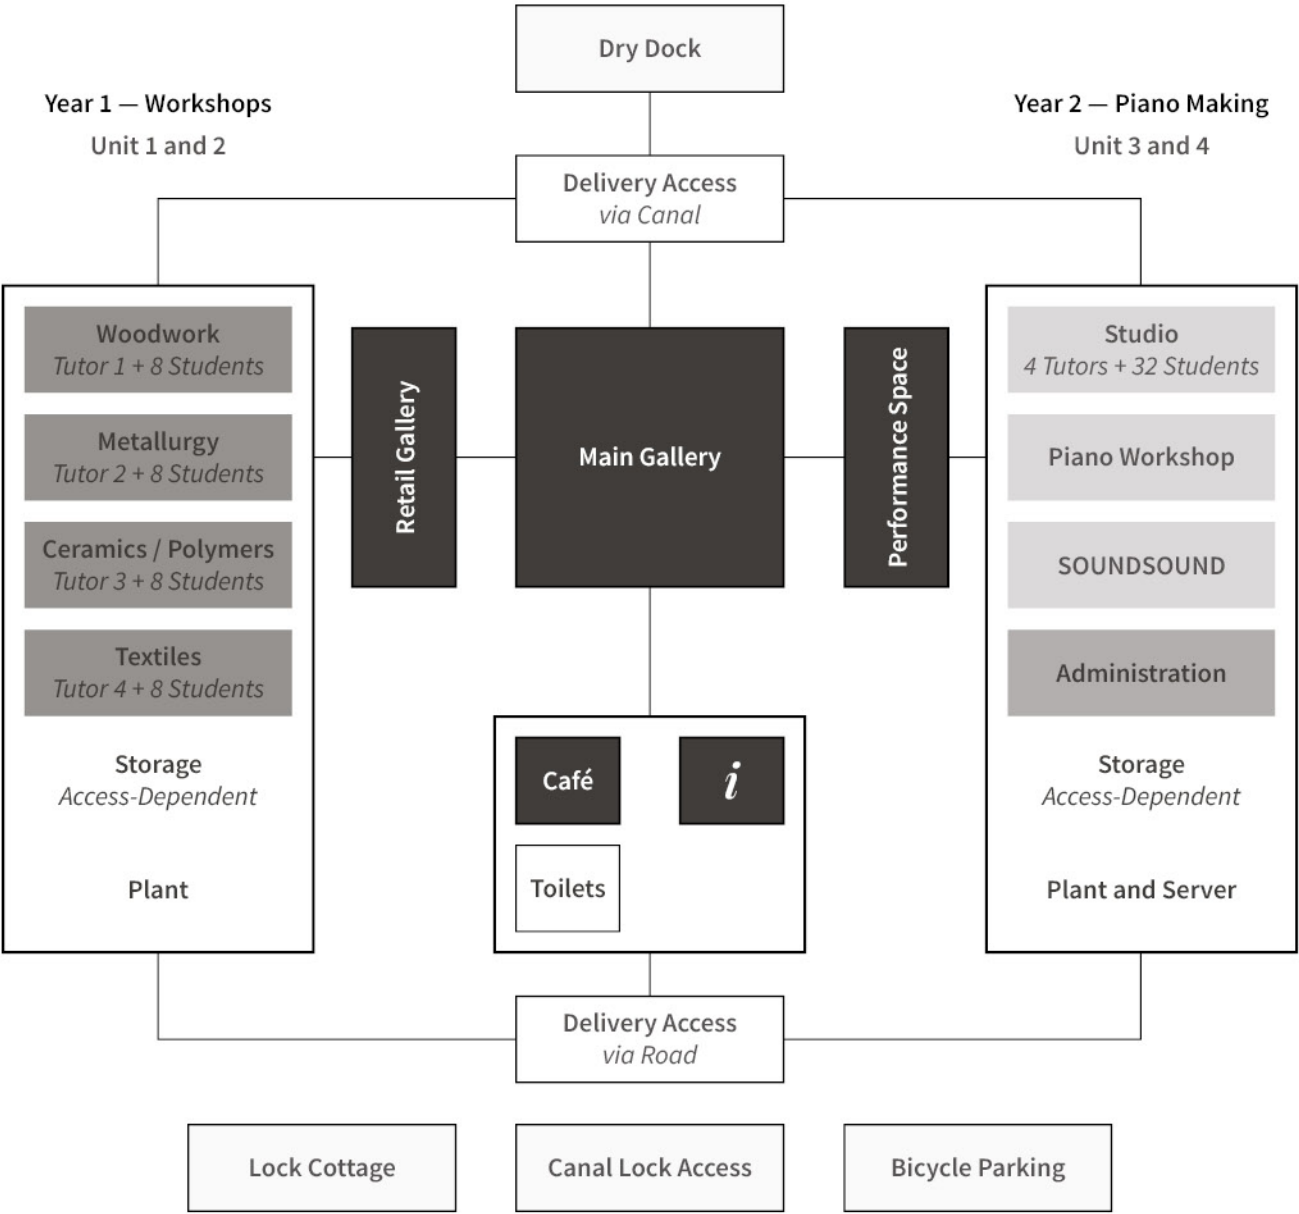 Dry Dock
Year 1 — Workshops
Unit 1 and 2
Year 2 — Piano Making
Unit 3 and 4
Delivery Access
via Canal
Woodwork
Tutor 1 + 8 Students
Metallurgy
Tutor 2 + 8 Students
Ceramics / Polymers
Tutor 3 + 8 Students
Textiles
Tutor 4 + 8 Students
Storage
Access-Dependent
Plant
Retail Gallery
Main Gallery
Performance Space
Studio
4 Tutors + 32 Students
Piano Workshop
SOUNDSOUND
Administration
Storage
Access-Dependent
Plant and Server
Café
i
Toilets
Delivery Access
via Road
Lock Cottage
Canal Lock Access
Bicycle Parking